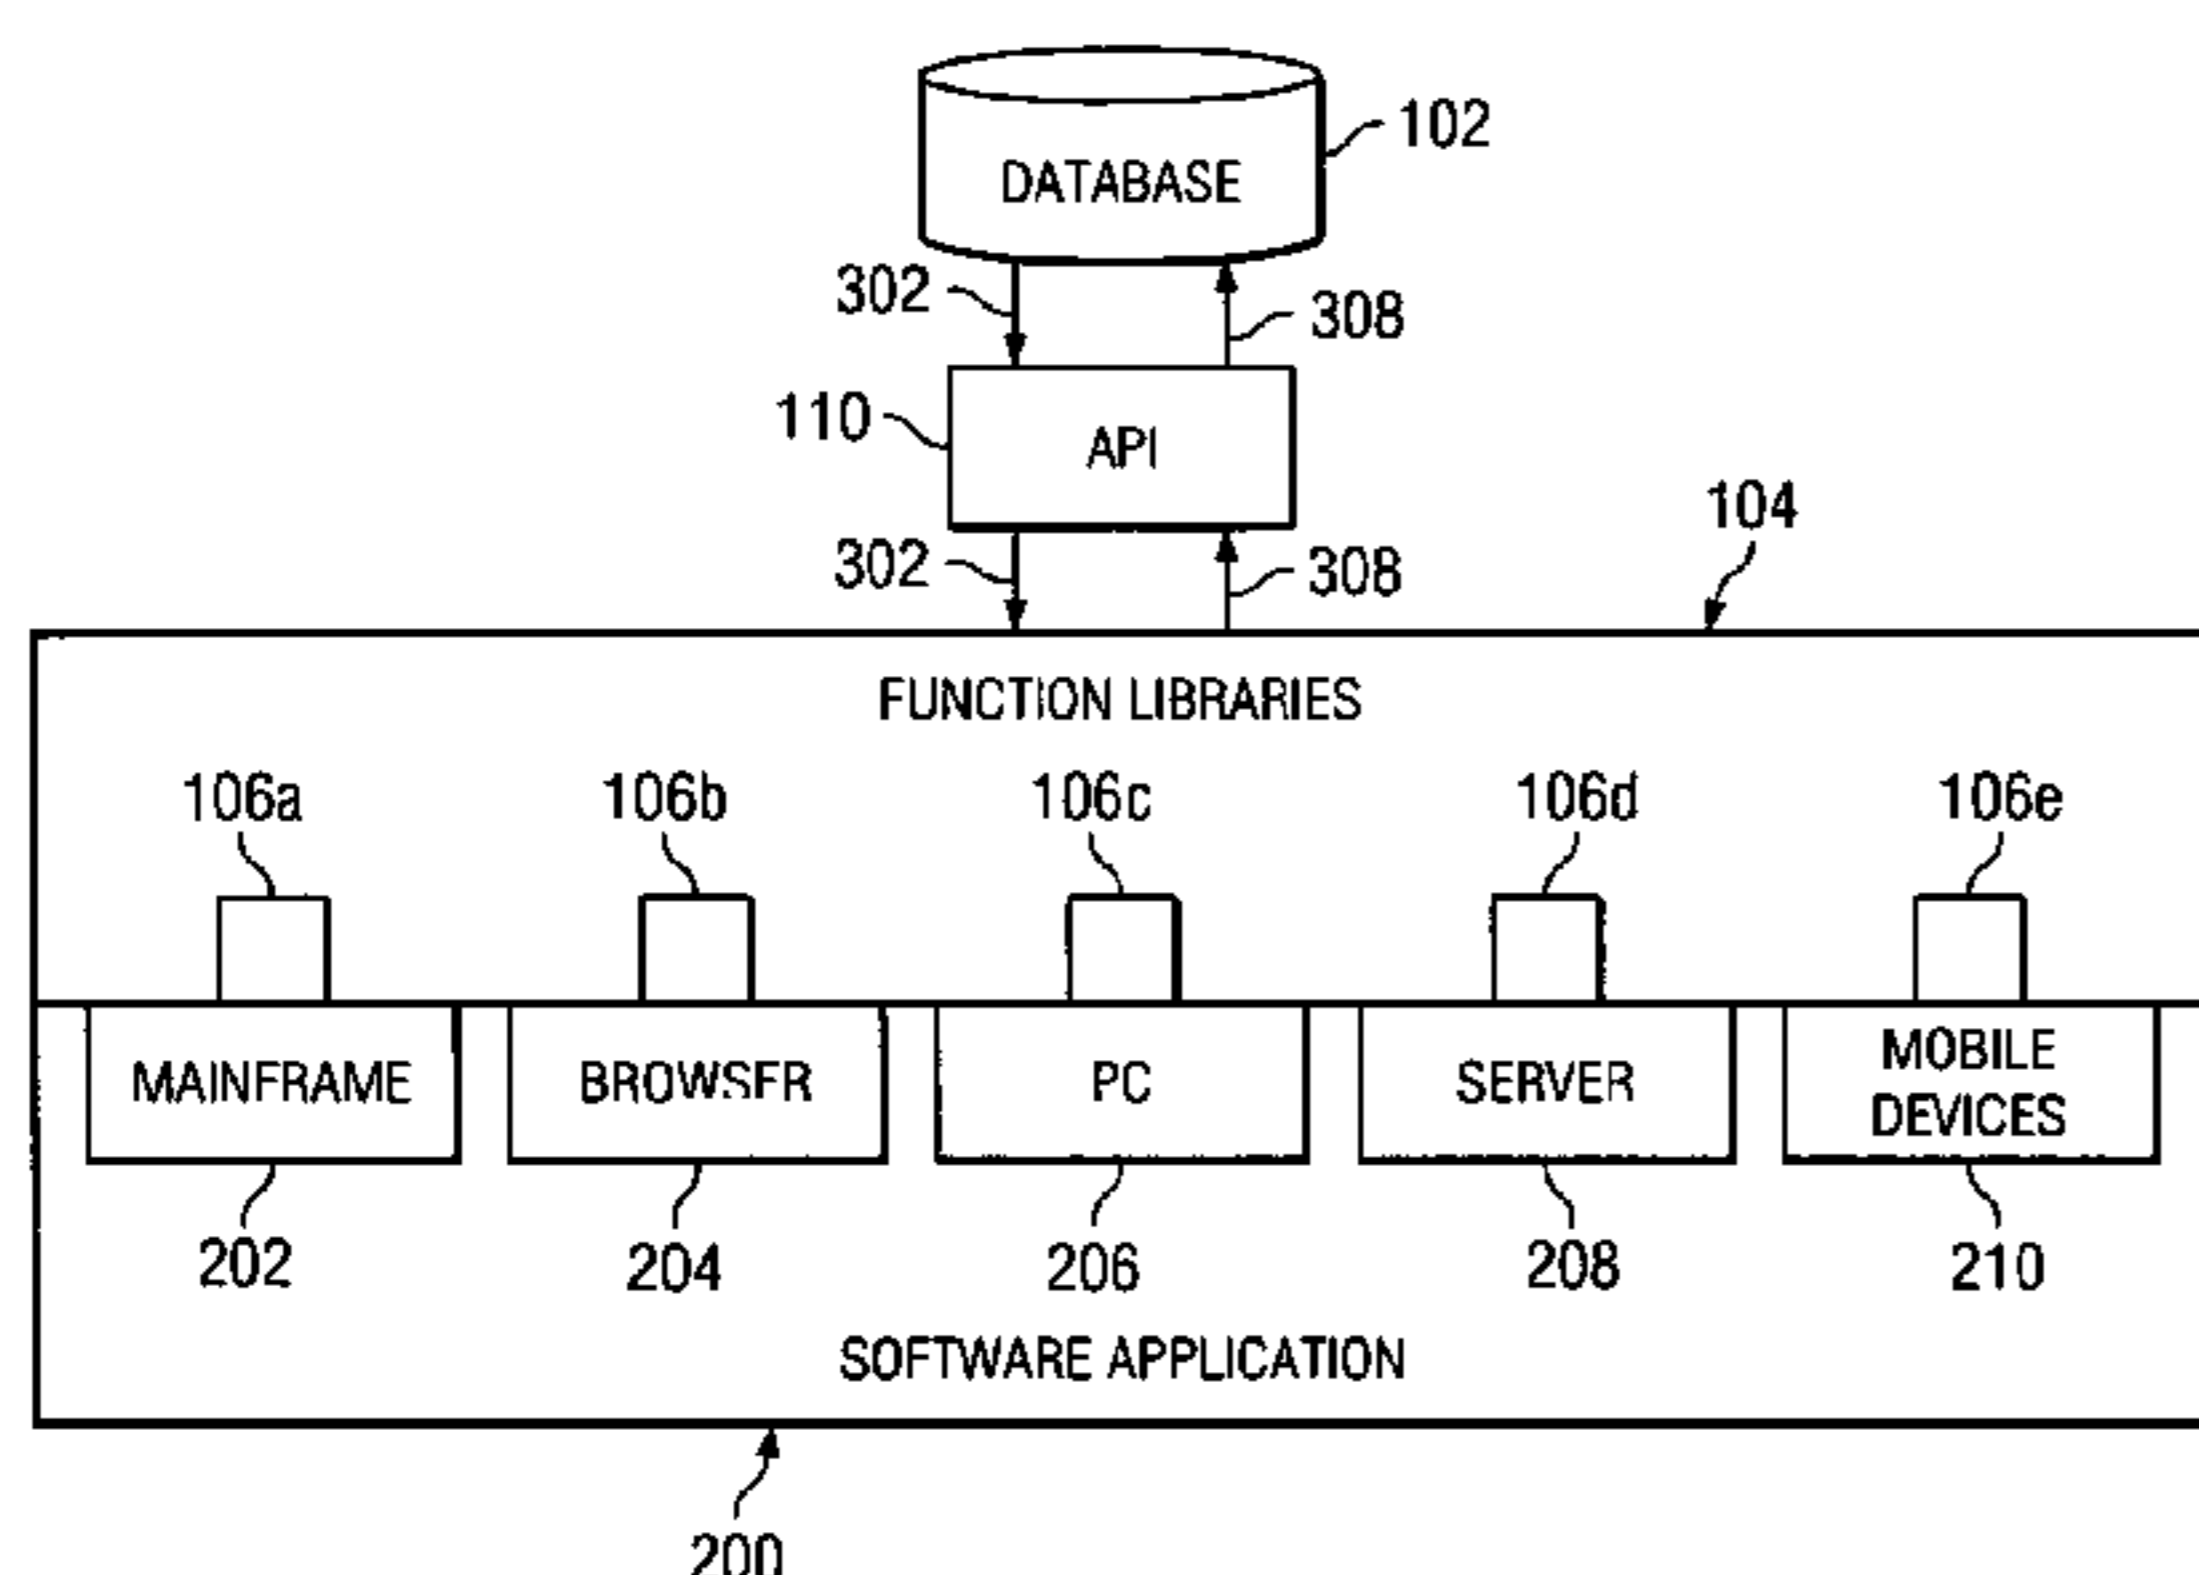 102
DATABASE
302
308
110
API
104
302
308
FUNCTION LIBRARIES
106a 106b 106c 106d 106e
MAINFRAME BROWSER PC SERVER MOBILE DEVICES
202 204 206 208 210
SOFTWARE APPLICATION
200